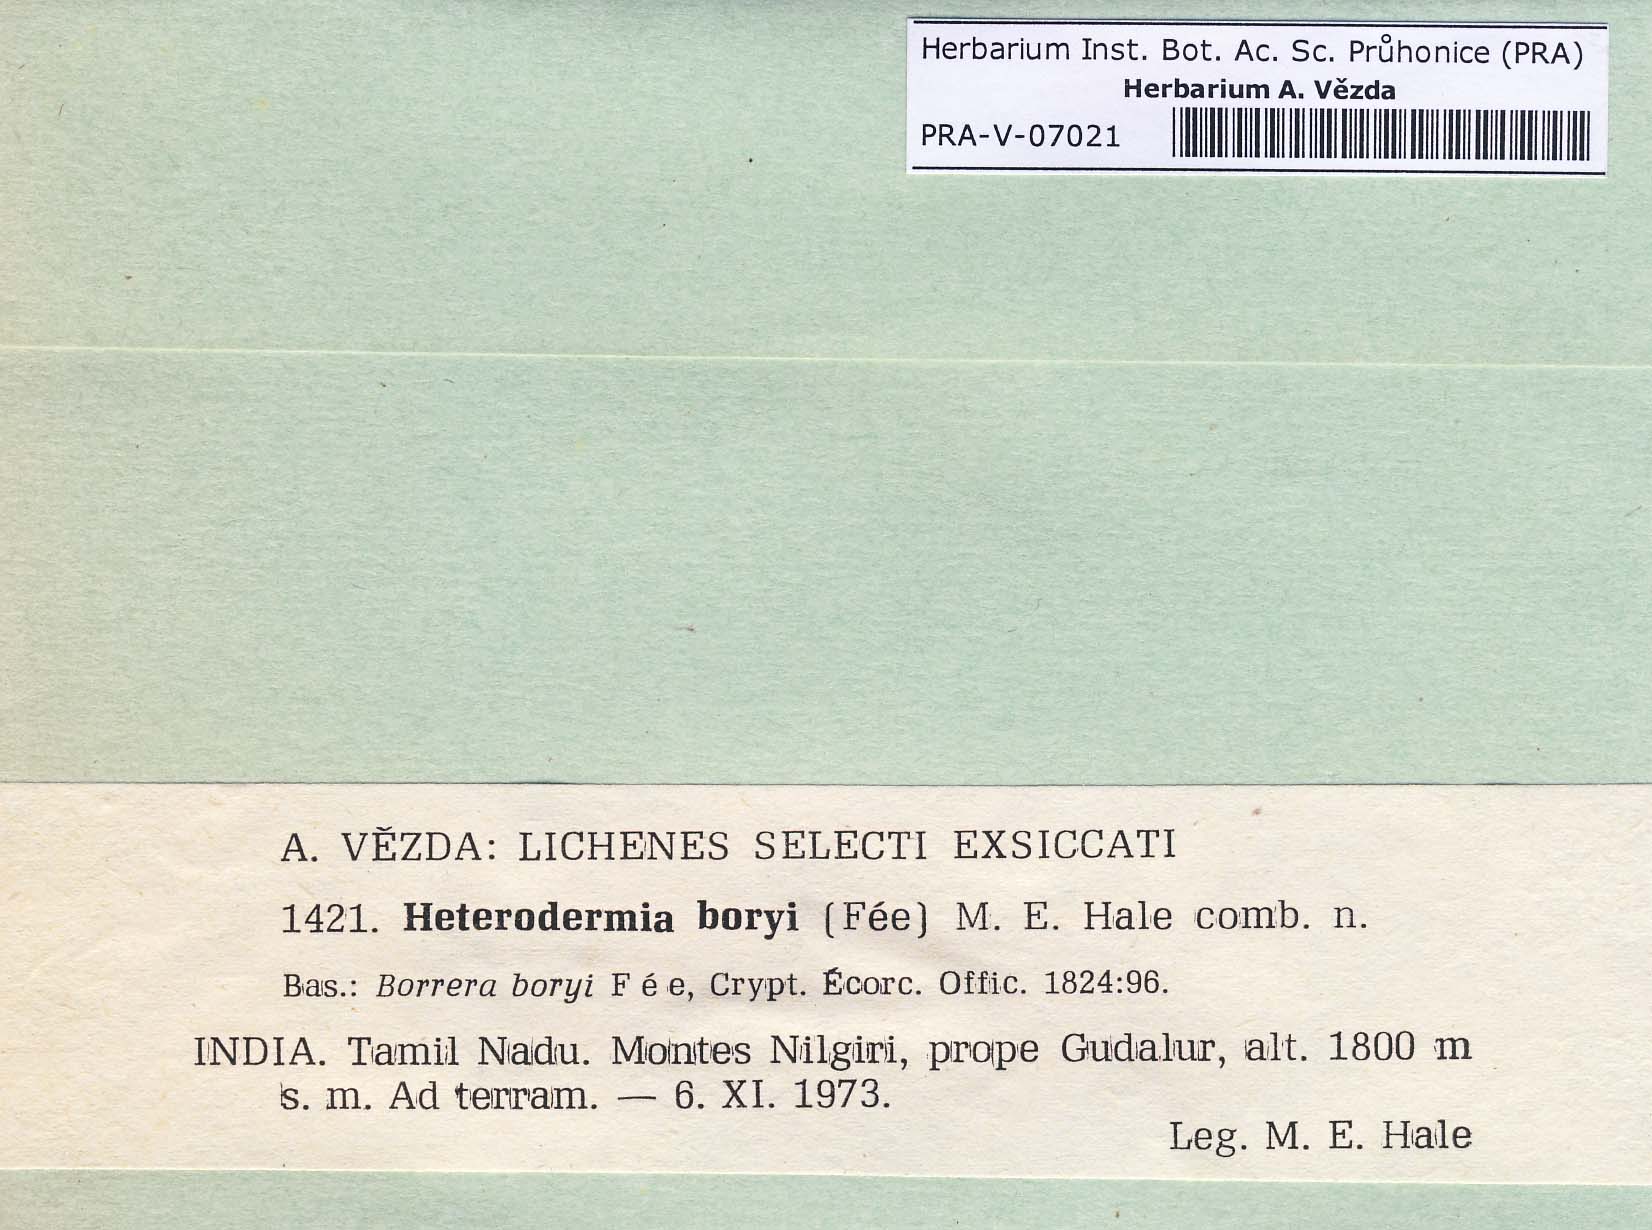 Herbarium Inst. Bot. Ac. Sc. Průhonice (PRA)
Herbarium A. Vězda
PRA-V-07021
A. VĚZDA: LICHENES SELECTI EXSICCATI
1421. Heterodermia boryi (Fée) M. E. Hale comb. n.
Bas.: Borrera boryi F é e, Crypt. Écorc. Offic. 1824:96.
INDIA. Tamil Nadu. Montes Nilgiri, prope Gudalur, alt. 1800 m
s. m. Ad terram. — 6. XI. 1973.
Leg. M. E. Hale